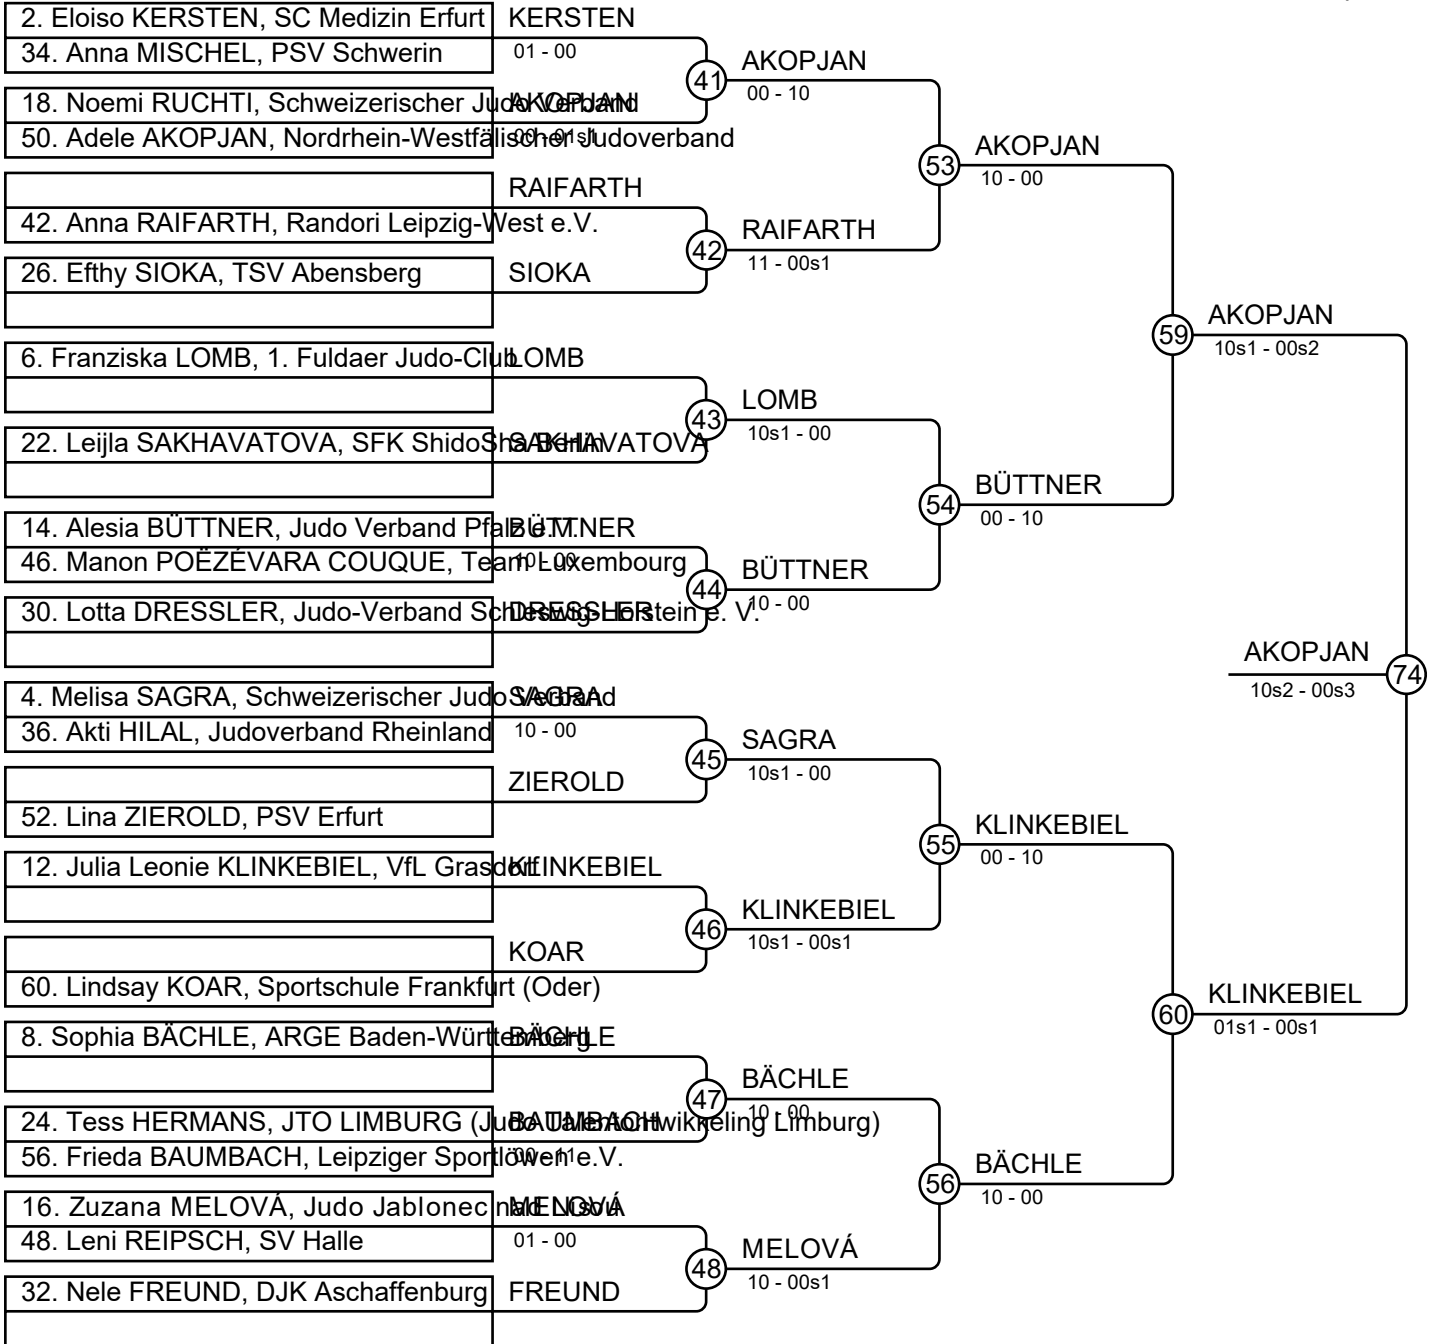 2. Eloiso KERSTEN, SC Medizin Erfurt
34. Anna MISCHEL, PSV Schwerin
18. Noemi RUCHTI, Schweizerischer Judo Verband
50. Adele AKOPJAN, Nordrhein-Westfälischer Judoverband
42. Anna RAIFARTH, Randori Leipzig-West e.V.
26. Efthy SIOKA, TSV Abensberg
6. Franziska LOMB, 1. Fuldaer Judo-Club
22. Leijla SAKHAVATOVA, SFK ShidoSha Berlin
14. Alesia BÜTTNER, Judo Verband Pfalz e.V.
46. Manon POËZÉVARA COUQUE, Team Luxembourg
30. Lotta DRESSLER, Judo-Verband Schleswig-Holstein e. V.
4. Melisa SAGRA, Schweizerischer Judo Verband
36. Akti HILAL, Judoverband Rheinland
52. Lina ZIEROLD, PSV Erfurt
12. Julia Leonie KLINKEBIEL, VfL Grasdorf
60. Lindsay KOAR, Sportschule Frankfurt (Oder)
8. Sophia BÄCHLE, ARGE Baden-Württemberg
24. Tess HERMANS, JTO LIMBURG (Judo Talentontwikkeling Limburg)
56. Frieda BAUMBACH, Leipziger Sportlöwen e.V.
16. Zuzana MELOVÁ, Judo Jablonec nad Nisou
48. Leni REIPSCH, SV Halle
32. Nele FREUND, DJK Aschaffenburg
KERSTEN
01 - 00
AKOPJAN
00 - 01s1
RAIFARTH
SIOKA
LOMB
SAKHAVATOVA
BÜTTNER
10 - 00
DRESSLER
SAGRA
10 - 00
ZIEROLD
KLINKEBIEL
KOAR
BÄCHLE
BAUMBACH
00 - 11
MELOVÁ
01 - 00
FREUND
41
AKOPJAN
00 - 10
42
RAIFARTH
11 - 00s1
43
LOMB
10s1 - 00
44
BÜTTNER
10 - 00
45
SAGRA
10s1 - 00
46
KLINKEBIEL
10s1 - 00s1
47
BÄCHLE
10 - 00
48
MELOVÁ
10 - 00s1
53
AKOPJAN
10 - 00
54
BÜTTNER
00 - 10
55
KLINKEBIEL
00 - 10
56
BÄCHLE
10 - 00
59
AKOPJAN
10s1 - 00s2
60
KLINKEBIEL
01s1 - 00s1
AKOPJAN
74
10s2 - 00s3